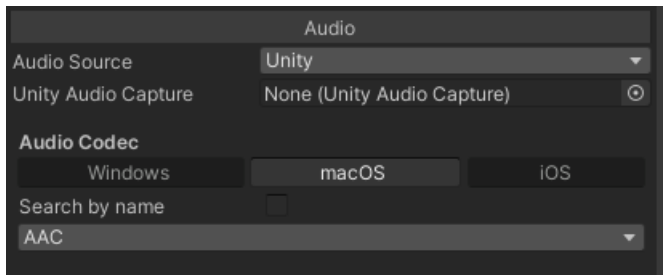 Audio
Audio Source Unity
Unity Audio Capture None (Unity Audio Capture)
Audio Codec
Windows macOS iOS
Search by name
AAC